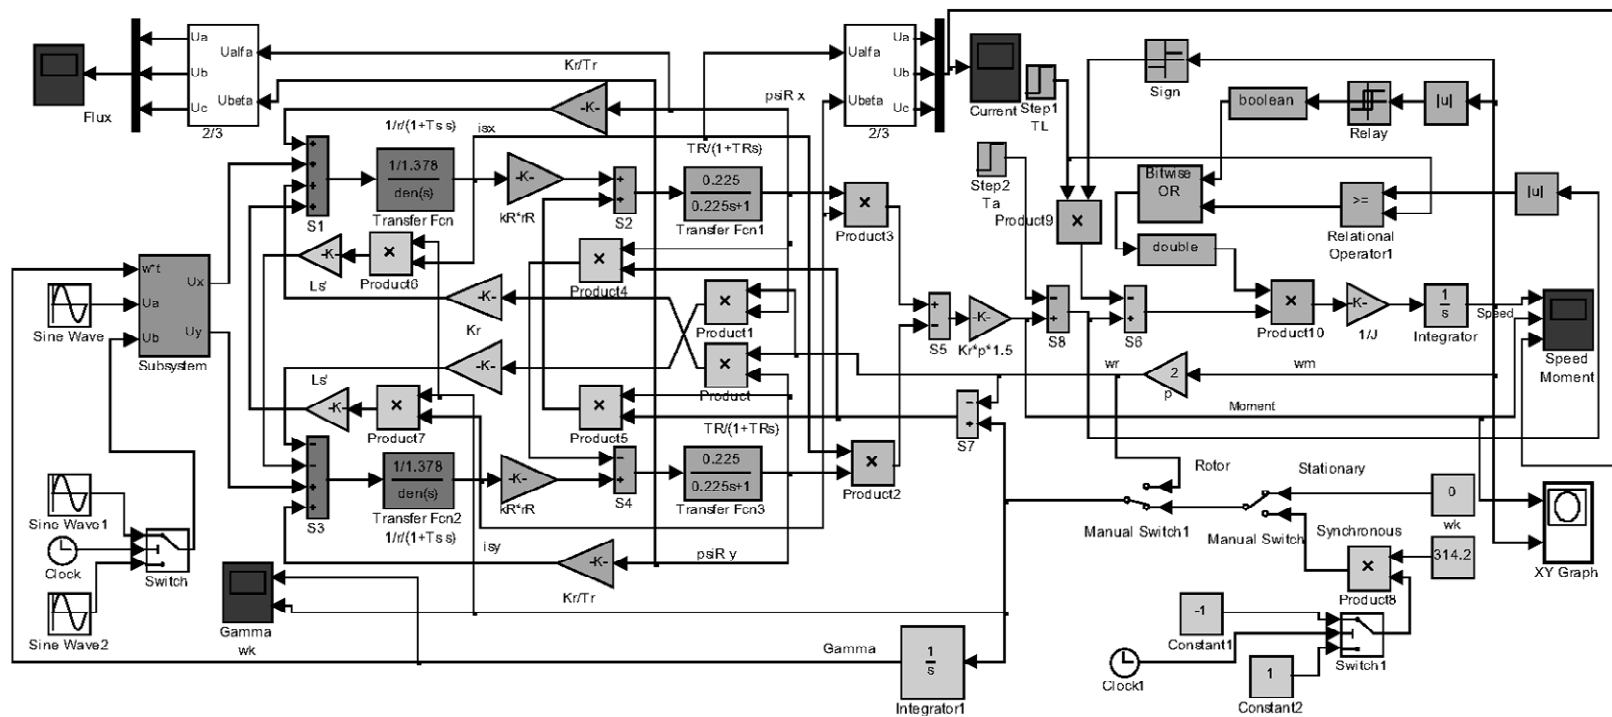 Ua
Ub
Uc
Ualfa
Ubeta
2/3
Flux
Kr/Tr
-K-
psiR x
Ualfa
Ubeta
Ua
Ub
Uc
2/3
Current
Step1
TL
Sign
boolean
Relay
|u|
1/r/(1+Ts s)
isx
TR/(1+TRs)
+
+
+
+
S1
1/1.378
den(s)
Transfer Fcn
-K-
kR*rR
+
+
S2
0.225
0.225s+1
Transfer Fcn1
×
Product3
Step2
Ta
Product9
×
Bitwise
OR
>=
Relational
Operator1
|u|
double
w*t
Ua
Ub
Ux
Uy
Subsystem
Sine Wave
-K-
Ls'
×
Product6
-K-
Kr
×
Product4
×
Product1
+
-
S5
-K-
Kr*p*1.5
-
+
S8
-
+
S6
×
Product10
-K-
1/J
1
s
Integrator
Speed
Speed
Moment
-K-
×
Product
wr
2
p
wm
Ls'
-K-
×
Product7
×
Product5
-
+
S7
Moment
TR/(1+TRs)
-
-
+
+
S3
1/1.378
den(s)
Transfer Fcn2
1/r/(1+Ts s)
-K-
kR*rR
-
+
S4
0.225
0.225s+1
Transfer Fcn3
×
Product2
Rotor
Stationary
0
wk
Manual Switch1
Manual Switch
Synchronous
314.2
×
Product8
XY Graph
Sine Wave1
Clock
Switch
Sine Wave2
isy
-K-
psiR y
Kr/Tr
Gamma
wk
Gamma
1
s
Integrator1
-1
Constant1
Clock1
1
Constant2
Switch1